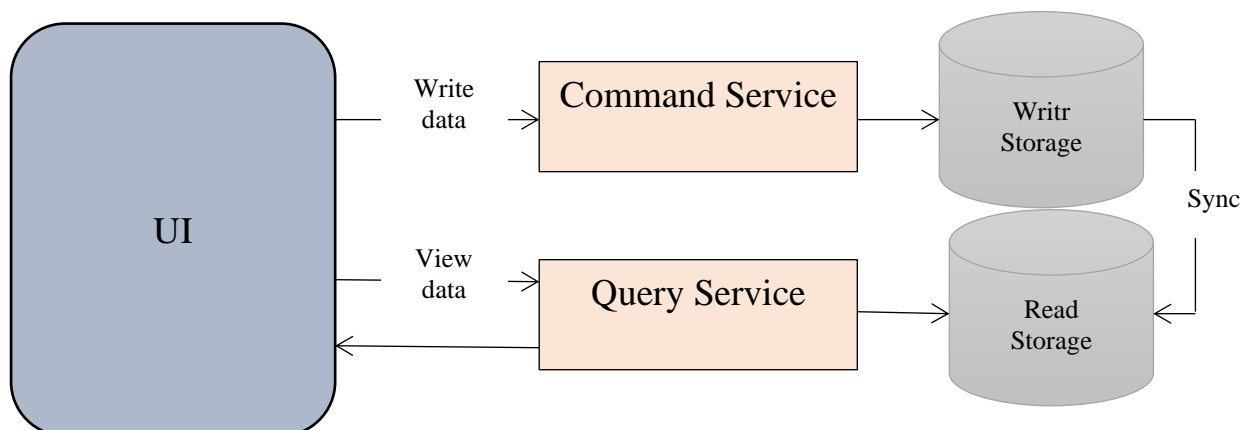 Write
data
Command Service
Writr
Storage
Sync
UI
View
data
Query Service
Read
Storage